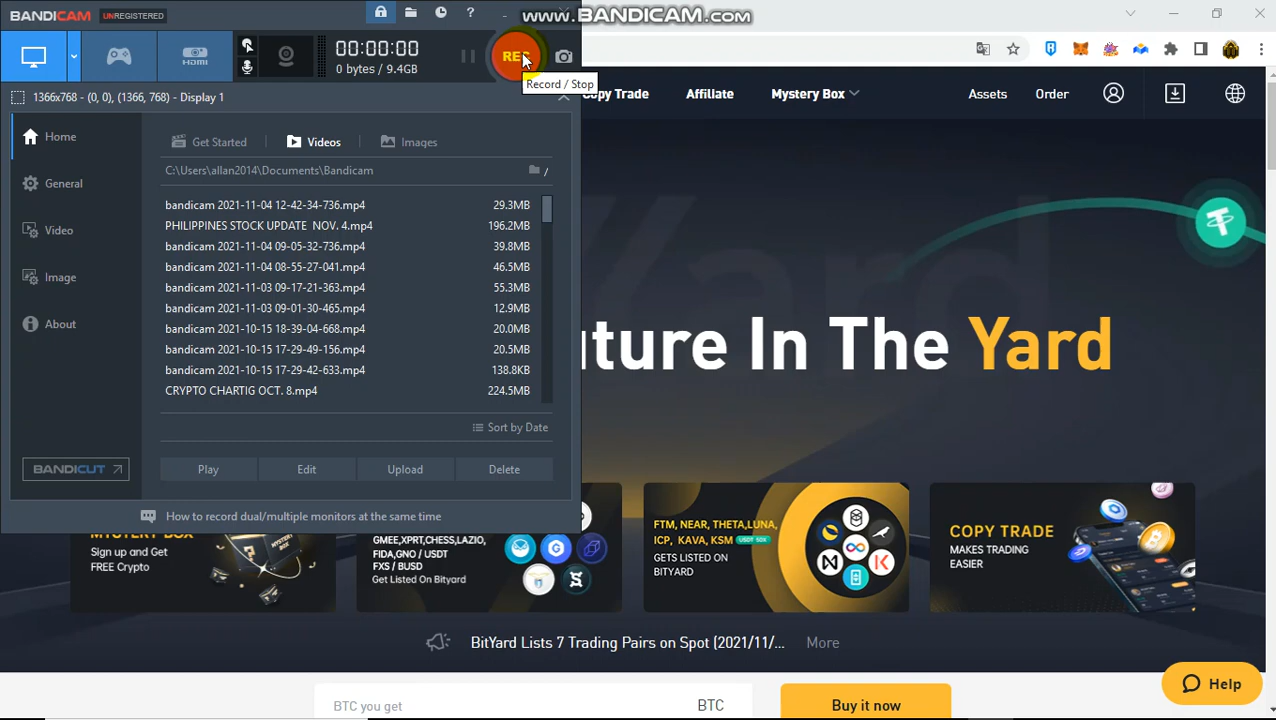 BANDICAM UNREGISTERED
?
www.BANDICAM.com
HDMI
00:00:00
0 bytes / 9.4GB
REC
Record / Stop
1366x768 - (0, 0), (1366, 768) - Display 1
Home
General
Video
Image
About
Get Started
Videos
Images
C:\Users\allan2014\Documents\Bandicam
/
bandicam 2021-11-04 12-42-34-736.mp4 29.3MB
PHILIPPINES STOCK UPDATE NOV. 4.mp4 196.2MB
bandicam 2021-11-04 09-05-32-736.mp4 39.8MB
bandicam 2021-11-04 08-55-27-041.mp4 46.5MB
bandicam 2021-11-03 09-17-21-363.mp4 55.3MB
bandicam 2021-11-03 09-01-30-465.mp4 12.9MB
bandicam 2021-10-15 18-39-04-668.mp4 20.0MB
bandicam 2021-10-15 17-29-49-156.mp4 20.5MB
bandicam 2021-10-15 17-29-42-633.mp4 138.8KB
CRYPTO CHARTIG OCT. 8.mp4 224.5MB
Sort by Date
BANDICUT
Play Edit Upload Delete
How to record dual/multiple monitors at the same time
Copy Trade Affiliate Mystery Box Assets Order
uture In The Yard
MYSTERY BOX
Sign up and Get
FREE Crypto
GMEE,XPRT,CHESS,LAZIO,
FIDA,GNO / USDT
FXS / BUSD
Get Listed On Bityard
FTM, NEAR, THETA,LUNA,
ICP, KAVA, KSM
GETS LISTED ON
BITYARD
COPY TRADE
MAKES TRADING
EASIER
BitYard Lists 7 Trading Pairs on Spot (2021/11/... More
Help
BTC you get BTC
Buy it now